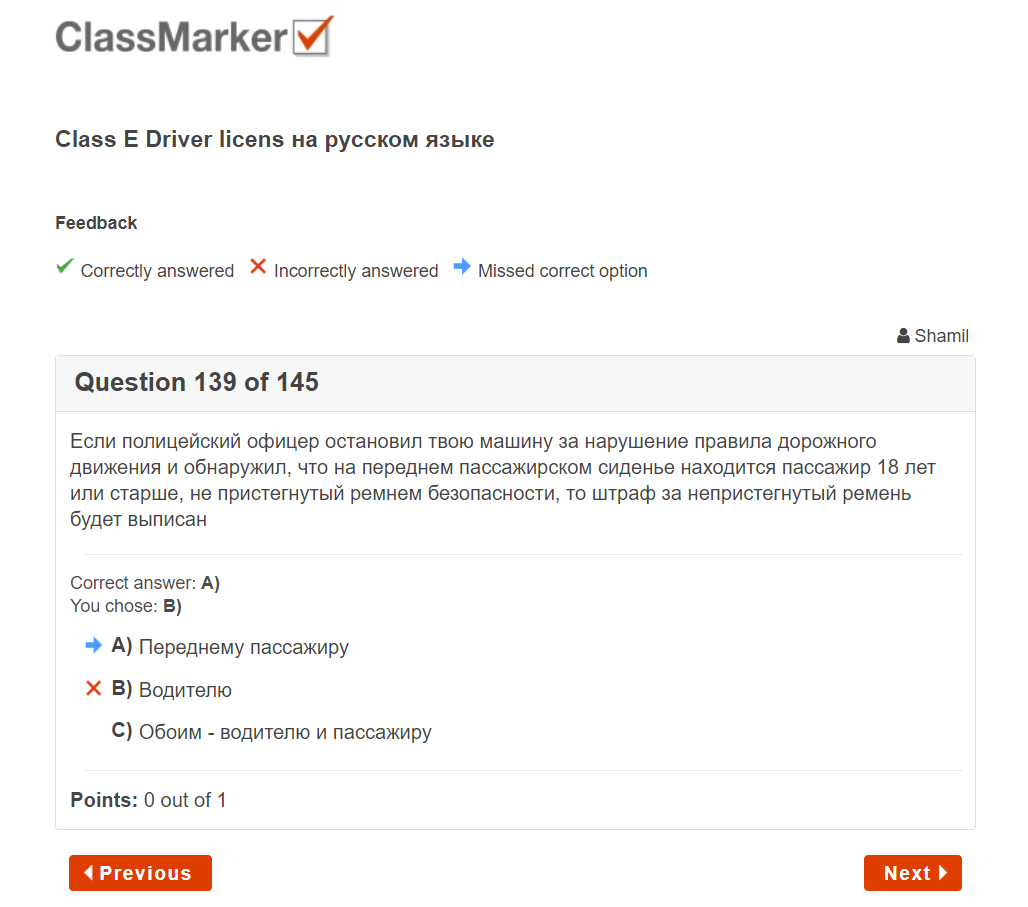 ClassMarker
Class E Driver licens на русском языке
Feedback
Correctly answered Incorrectly answered Missed correct option
Shamil
Question 139 of 145
Если полицейский офицер остановил твою машину за нарушение правила дорожного
движения и обнаружил, что на переднем пассажирском сиденье находится пассажир 18 лет
или старше, не пристегнутый ремнем безопасности, то штраф за непристегнутый ремень
будет выписан
Correct answer: A)
You chose: B)
A) Переднему пассажиру
B) Водителю
C) Обоим - водителю и пассажиру
Points: 0 out of 1
Previous
Next